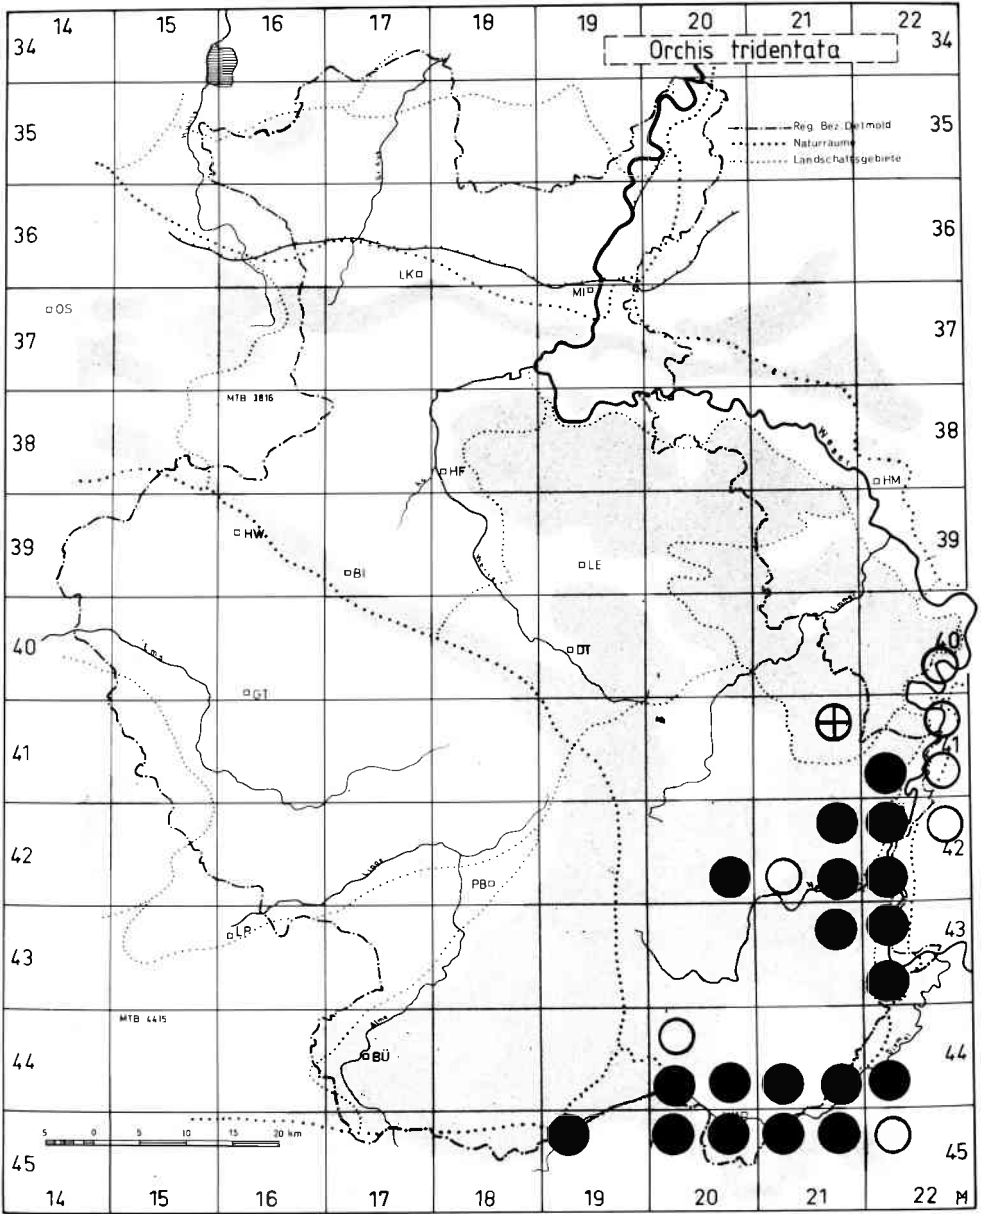 14 15 16 17 18 19 20 21 22
34 34
Orchis tridentata
Reg. Bez. Detmold
Naturräume
Landschaftsgebiete
35 35
36 36
LK
MI
OS
37 37
MTB 3816
38 38
Weser
HF
HM
39 39
HW
BI
LE
40 40
Ems
DT
GT
41 41
42 42
PB
LP
43 43
MTB 4415
Alme
44 44
BÜ
5 0 5 10 15 20 km
45 45
14 15 16 17 18 19 20 21 22